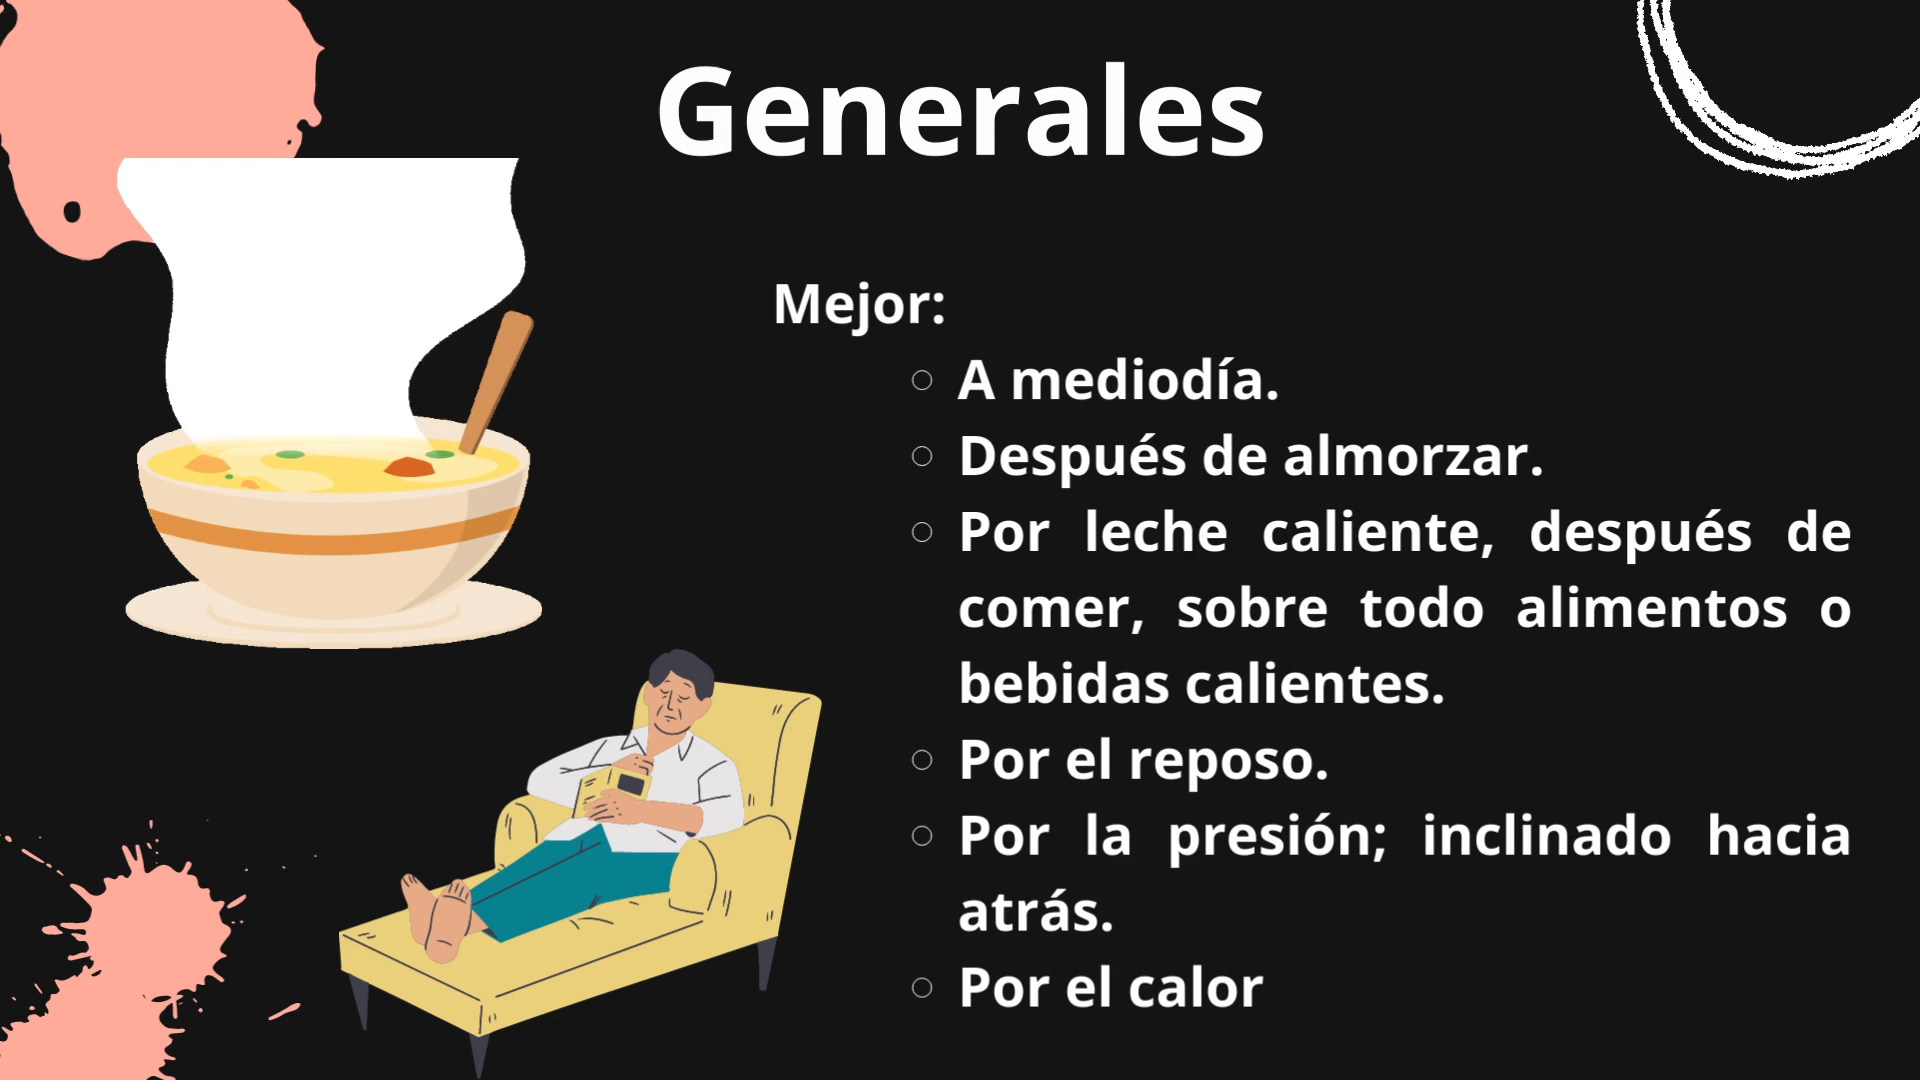 Generales
Mejor:
A mediodía.
Después de almorzar.
Por leche caliente, después de
comer, sobre todo alimentos o
bebidas calientes.
Por el reposo.
Por la presión; inclinado hacia
atrás.
Por el calor